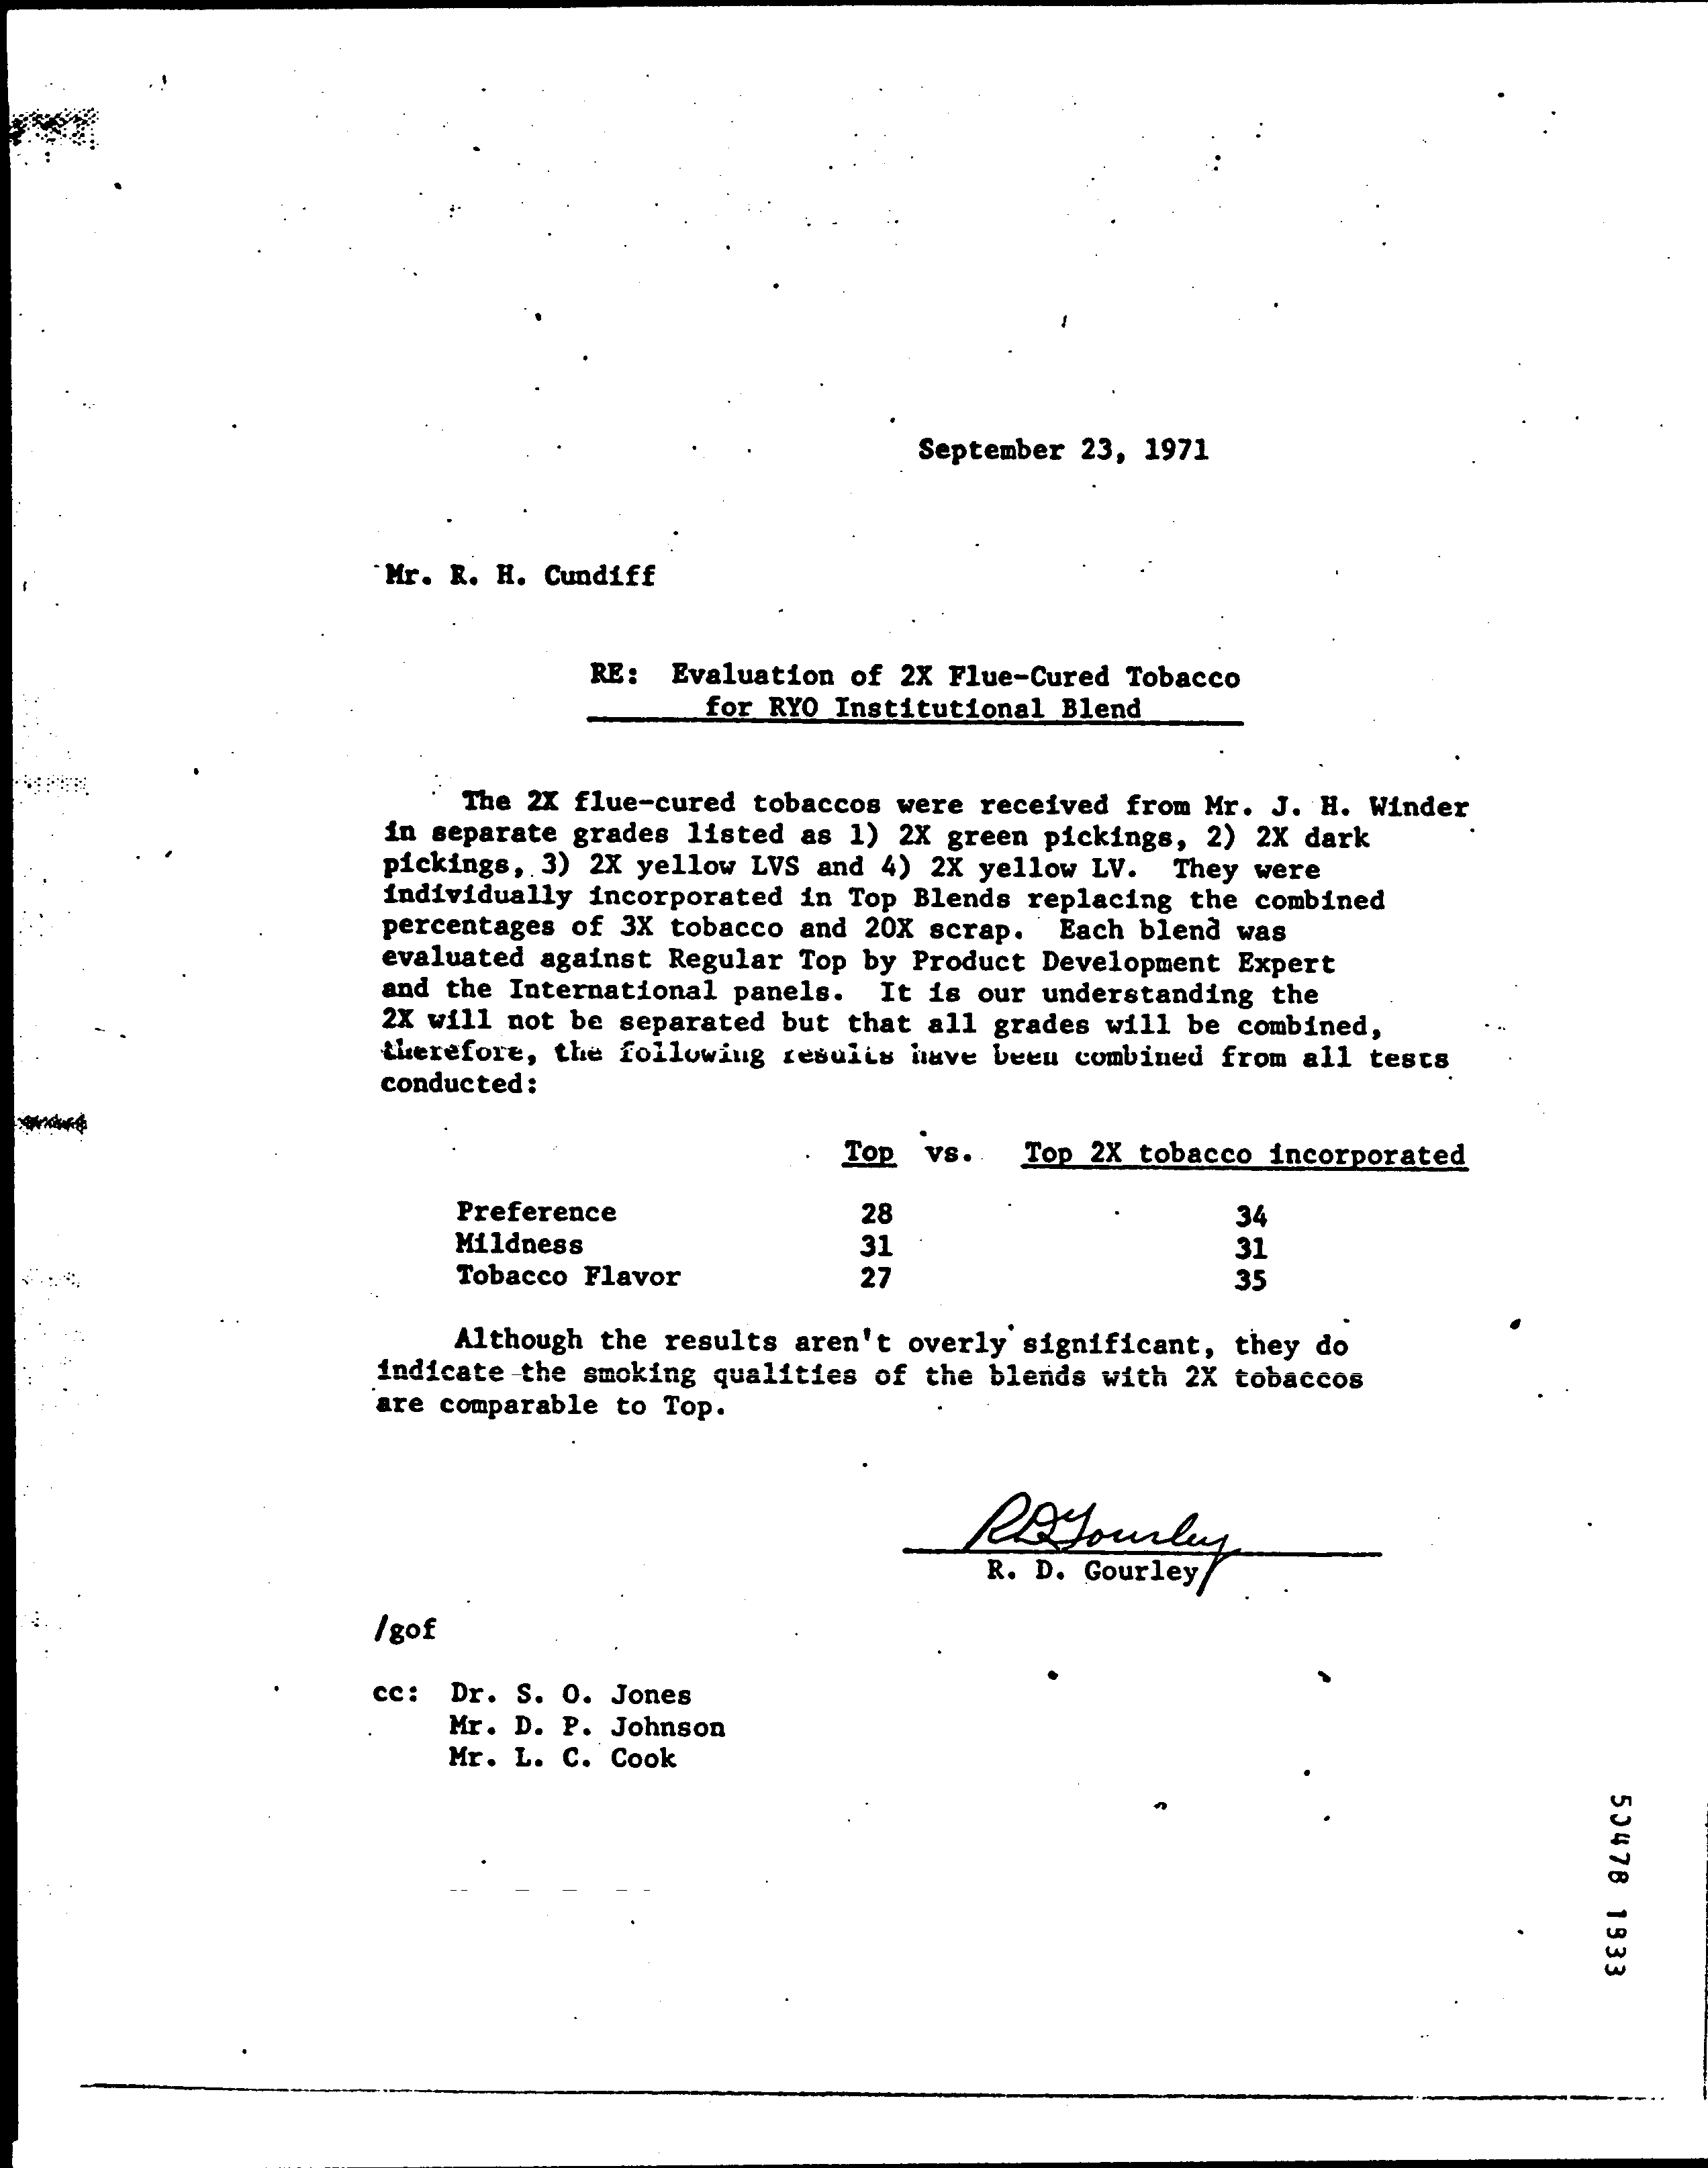 September 23, 1971
Mr. R. H. Cundiff
RE: Evaluation of 2X Flue-Cured Tobacco
for RYO Institutional Blend
The 2X flue-cured tobaccos were received from Mr. J. H. Winder
in separate grades listed as 1) 2X green pickings, 2) 2X dark
pickings, 3) 2X yellow LVS and 4) 2X yellow LV. They were
individually incorporated in Top Blends replacing the combined
percentages of 3X tobacco and 20X scrap. Each blend was
evaluated against Regular Top by Product Development Expert
and the International panels. It is our understanding the
2X will not be separated but that all grades will be combined,
therefore, the following results have been combined from all tests
conducted:
Top vs. Top 2X tobacco incorporated
Preference 28 34
Mildness 31 31
Tobacco Flavor 27 35
Although the results aren't overly significant, they do
indicate the smoking qualities of the blends with 2X tobaccos
are comparable to Top.
RDGourley
R. D. Gourley
/gof
cc: Dr. S. O. Jones
Mr. D. P. Johnson
Mr. L. C. Cook
50478 1933